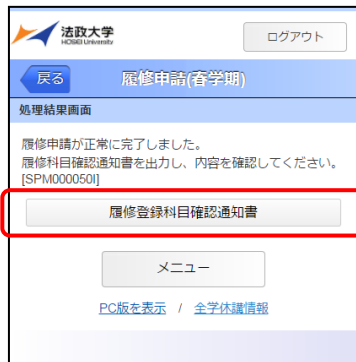 法政大学
HOSEI University
ログアウト
戻る
履修申請(春学期)
処理結果画面
履修申請が正常に完了しました。
履修科目確認通知書を出力し、内容を確認してください。
[SPM000050I]
履修登録科目確認通知書
メニュー
PC版を表示 / 全学休講情報